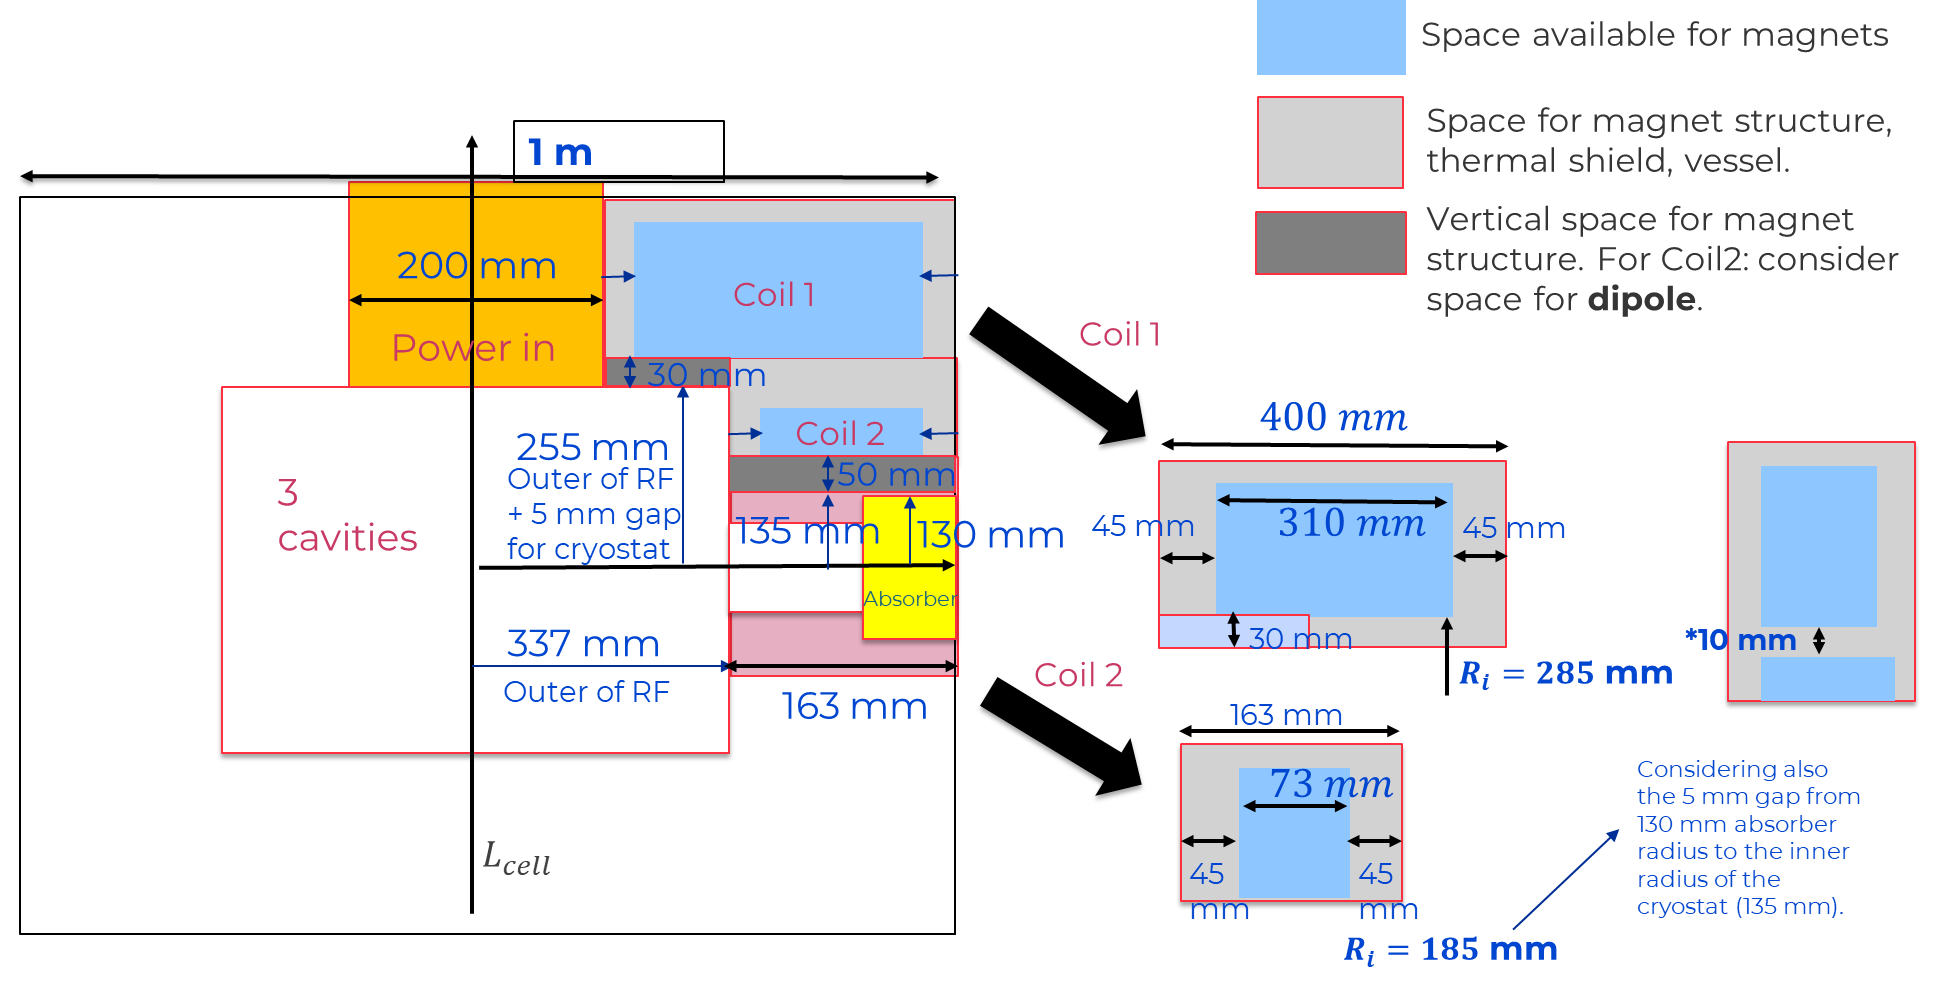 Space available for magnets
Space for magnet structure,
thermal shield, vessel.
Vertical space for magnet
structure. For Coil2: consider
space for dipole.
1 m
200 mm
Power in
Coil 1
30 mm
Coil 2
50 mm
255 mm
Outer of RF
+ 5 mm gap
for cryostat
3
cavities
135 mm
130 mm
Absorber
337 mm
Outer of RF
163 mm
L_cell
Coil 1
400 mm
310 mm
45 mm
45 mm
30 mm
R_i = 285 mm
*10 mm
Coil 2
163 mm
73 mm
45
mm
45
mm
R_i = 185 mm
Considering also
the 5 mm gap from
130 mm absorber
radius to the inner
radius of the
cryostat (135 mm).